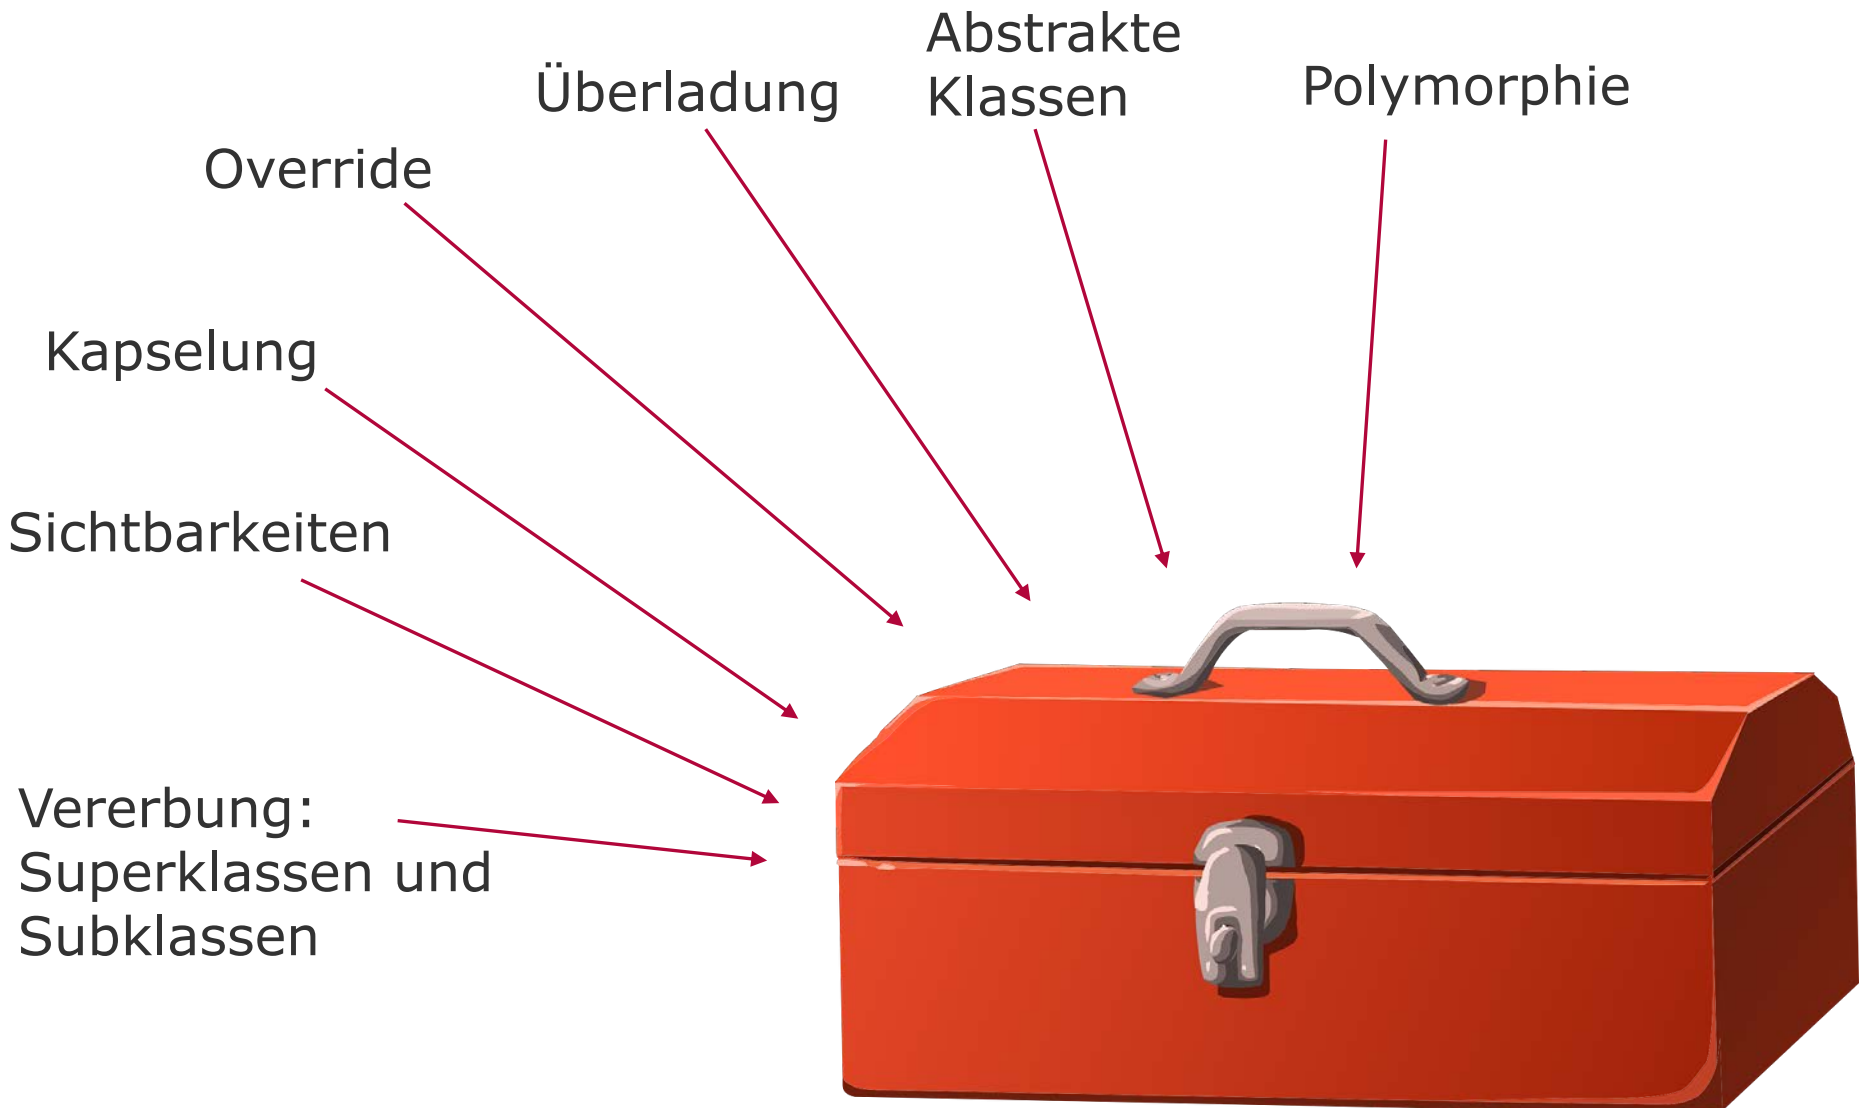 Abstrakte
Klassen
Überladung
Polymorphie
Override
Kapselung
Sichtbarkeiten
Vererbung:
Superklassen und
Subklassen